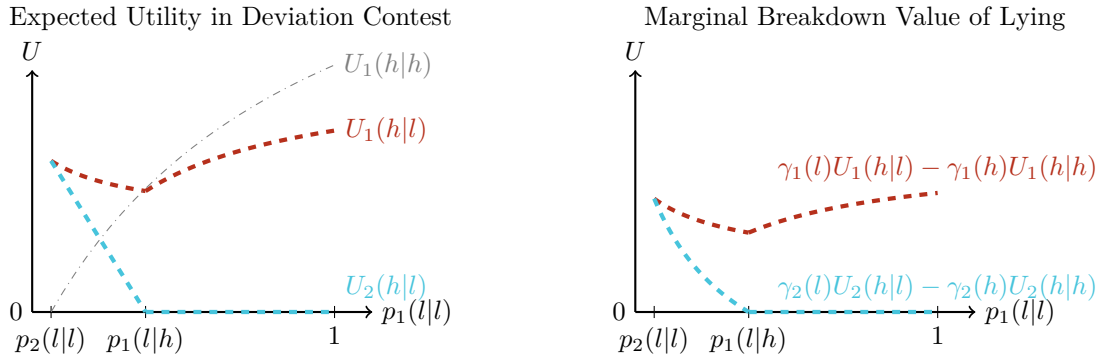 Expected Utility in Deviation Contest
U
U₁(h|h)
U₁(h|l)
U₂(h|l)
0
p₁(l|l)
p₂(l|l) p₁(l|h) 1
Marginal Breakdown Value of Lying
U
γ₁(l)U₁(h|l) − γ₁(h)U₁(h|h)
γ₂(l)U₂(h|l) − γ₂(h)U₂(h|h)
0
p₁(l|l)
p₂(l|l) p₁(l|h) 1